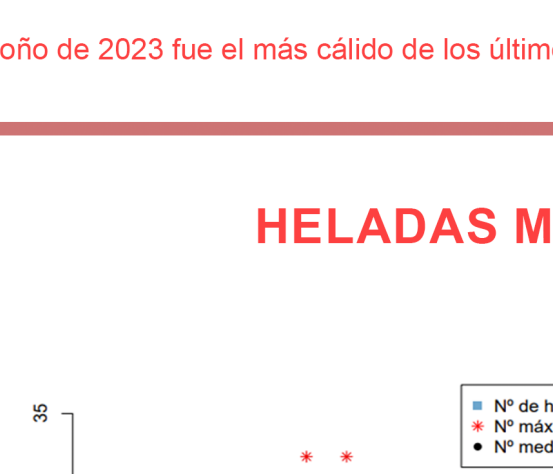 oño de 2023 fue el más cálido de los últim
HELADAS M
35
Nº de h
Nº máx
Nº med